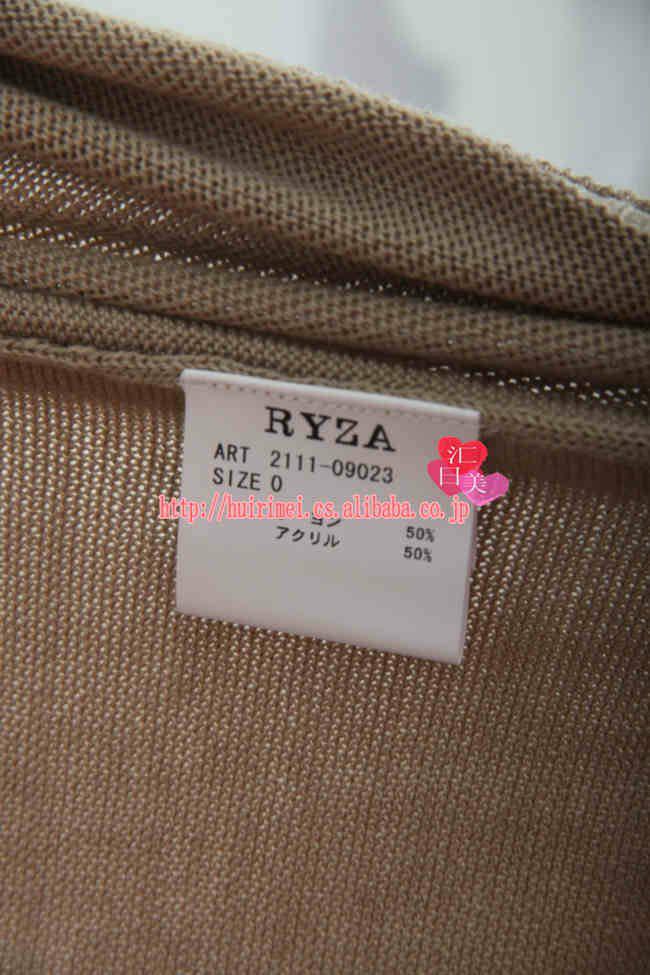 RYZA
ART 2111-09023
SIZE 0
汇
日美
http://huirimei.cs.alibaba.co.jp
50%
アクリル 50%